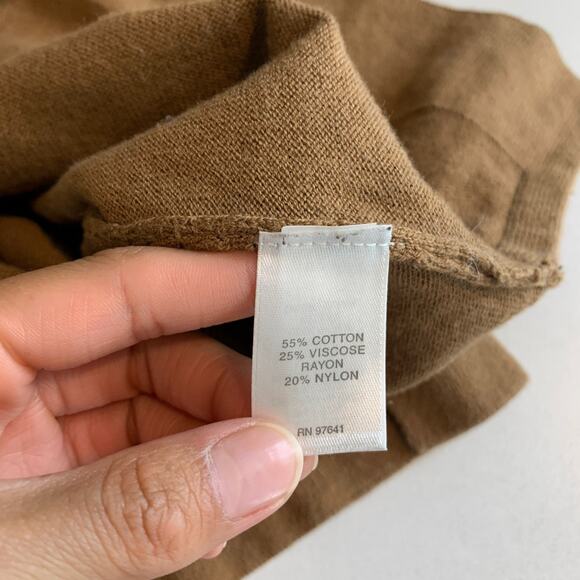 55% COTTON
25% VISCOSE
RAYON
20% NYLON
RN 97641